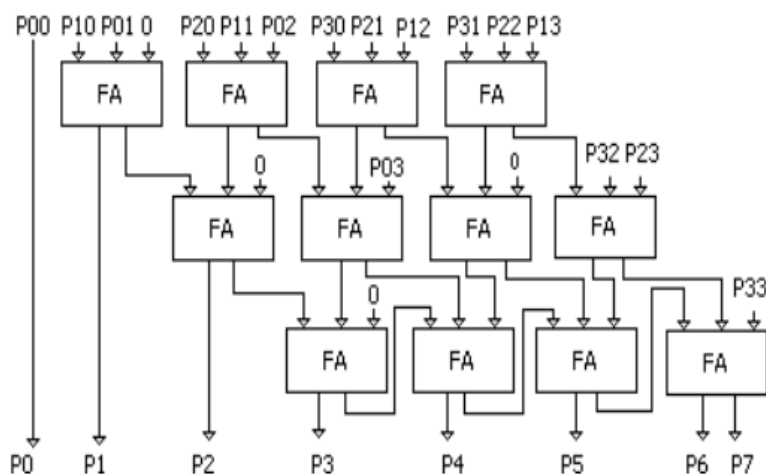 P00 P10 P01 0 P20 P11 P02 P30 P21 P12 P31 P22 P13
FA FA FA FA
0 P03 0 P32 P23
FA FA FA FA
0 P33
FA FA FA FA
P0 P1 P2 P3 P4 P5 P6 P7